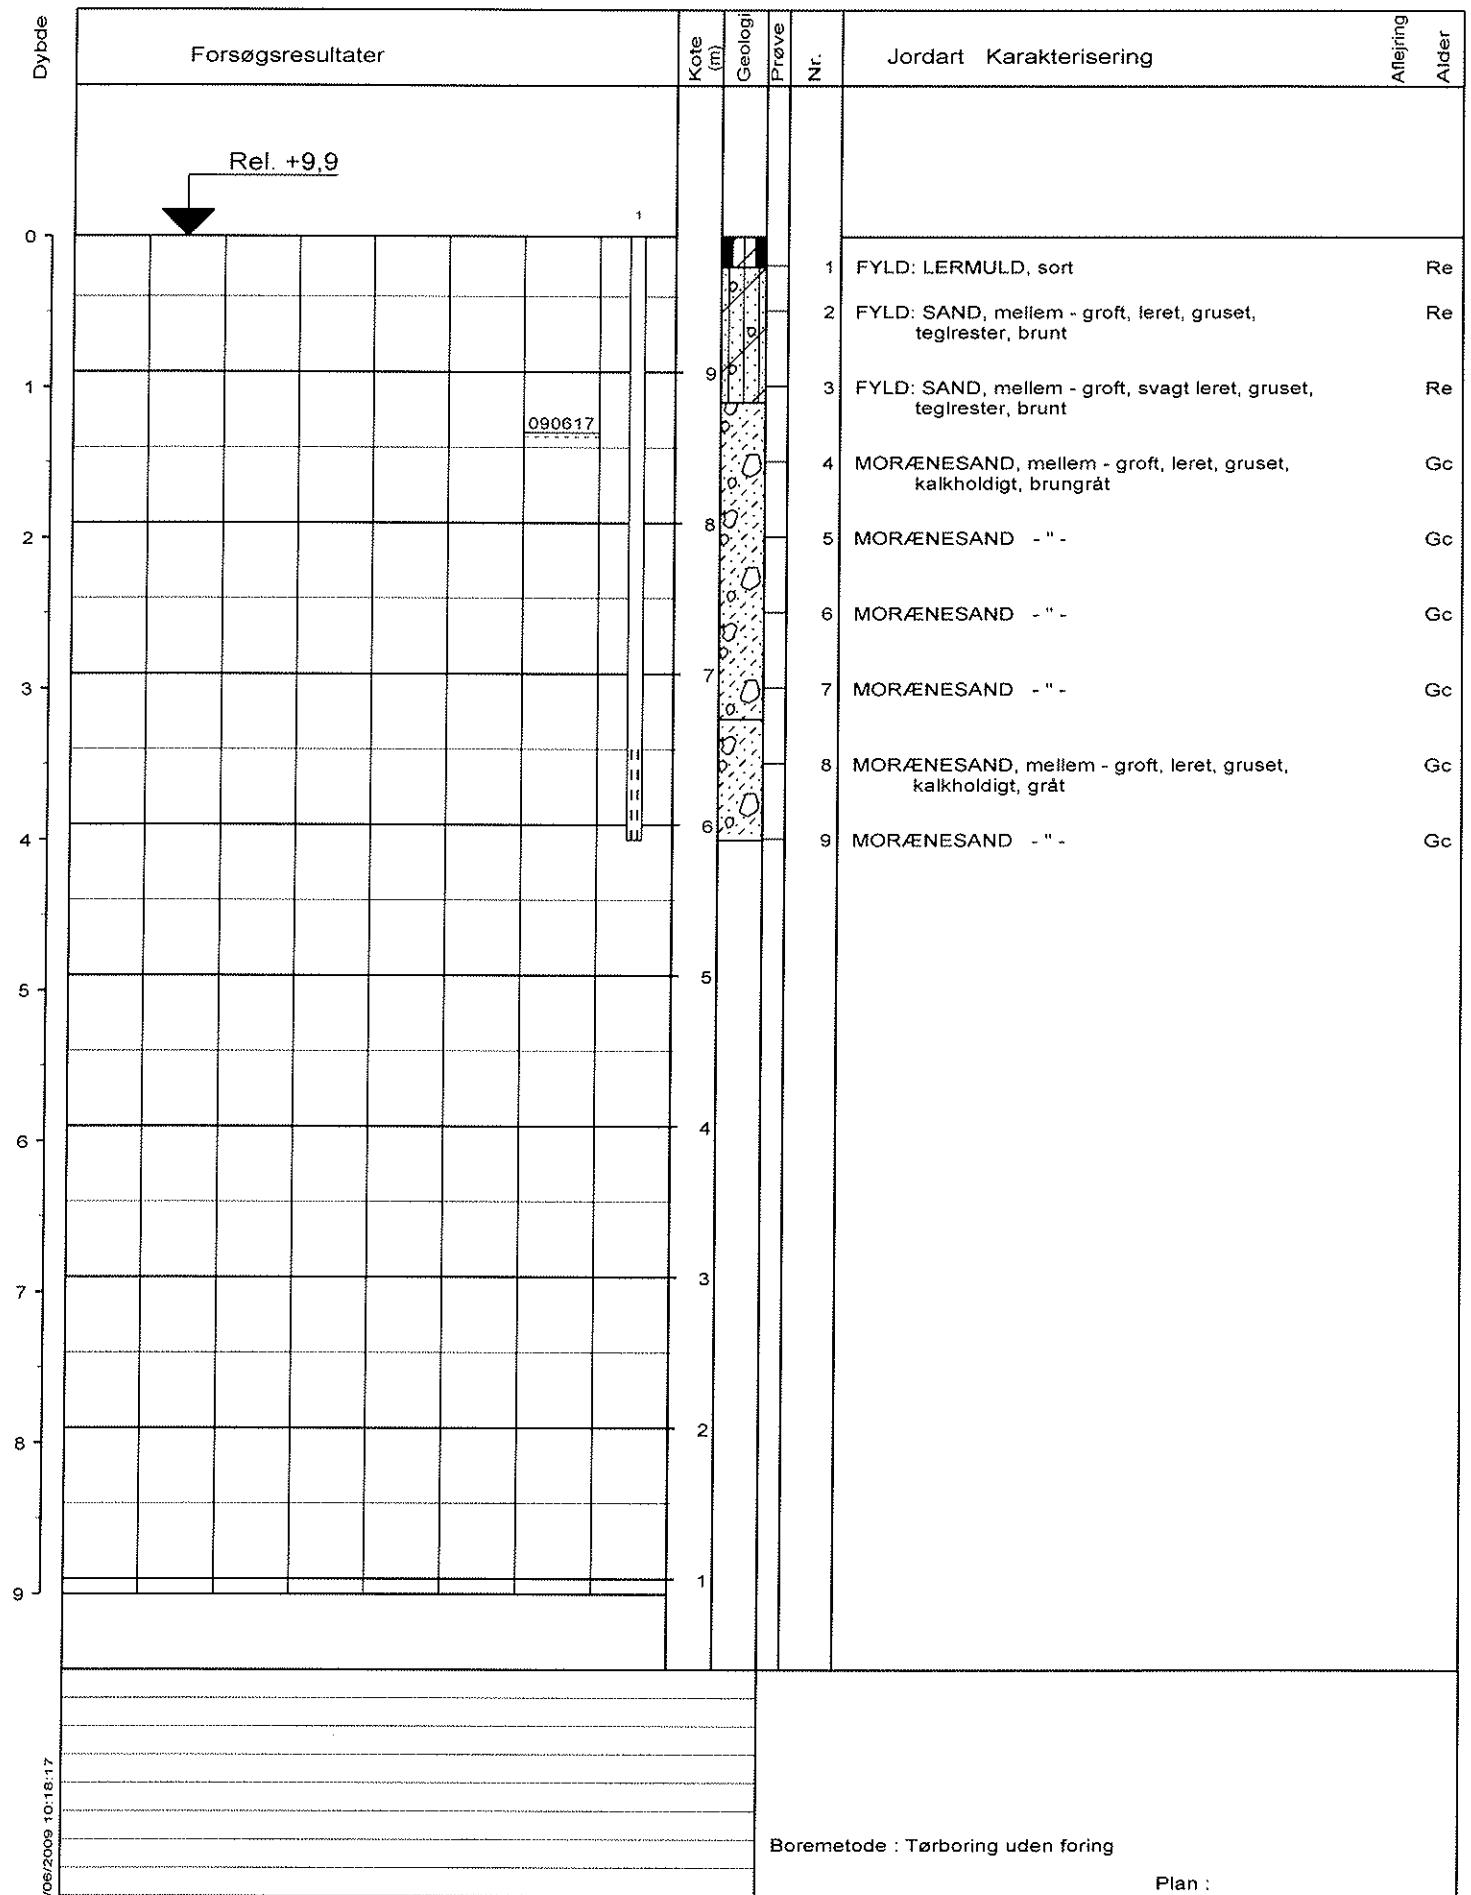 Dybde
Forsøgsresultater
Kote (m)
Geologi
Prøve
Nr.
Jordart Karakterisering
Aflejring
Alder
Rel. +9,9
1
0
1 FYLD: LERMULD, sort Re
2 FYLD: SAND, mellem - groft, leret, gruset, Re
teglrester, brunt
9
1
3 FYLD: SAND, mellem - groft, svagt leret, gruset, Re
teglrester, brunt
090617
4 MORÆNESAND, mellem - groft, leret, gruset, Gc
kalkholdigt, brungråt
8
2
5 MORÆNESAND - " - Gc
6 MORÆNESAND - " - Gc
7
3
7 MORÆNESAND - " - Gc
8 MORÆNESAND, mellem - groft, leret, gruset, Gc
kalkholdigt, gråt
6
4
9 MORÆNESAND - " - Gc
5
5
4
6
3
7
2
8
1
9
/06/2009 10:18:17
Boremetode : Tørboring uden foring
Plan :